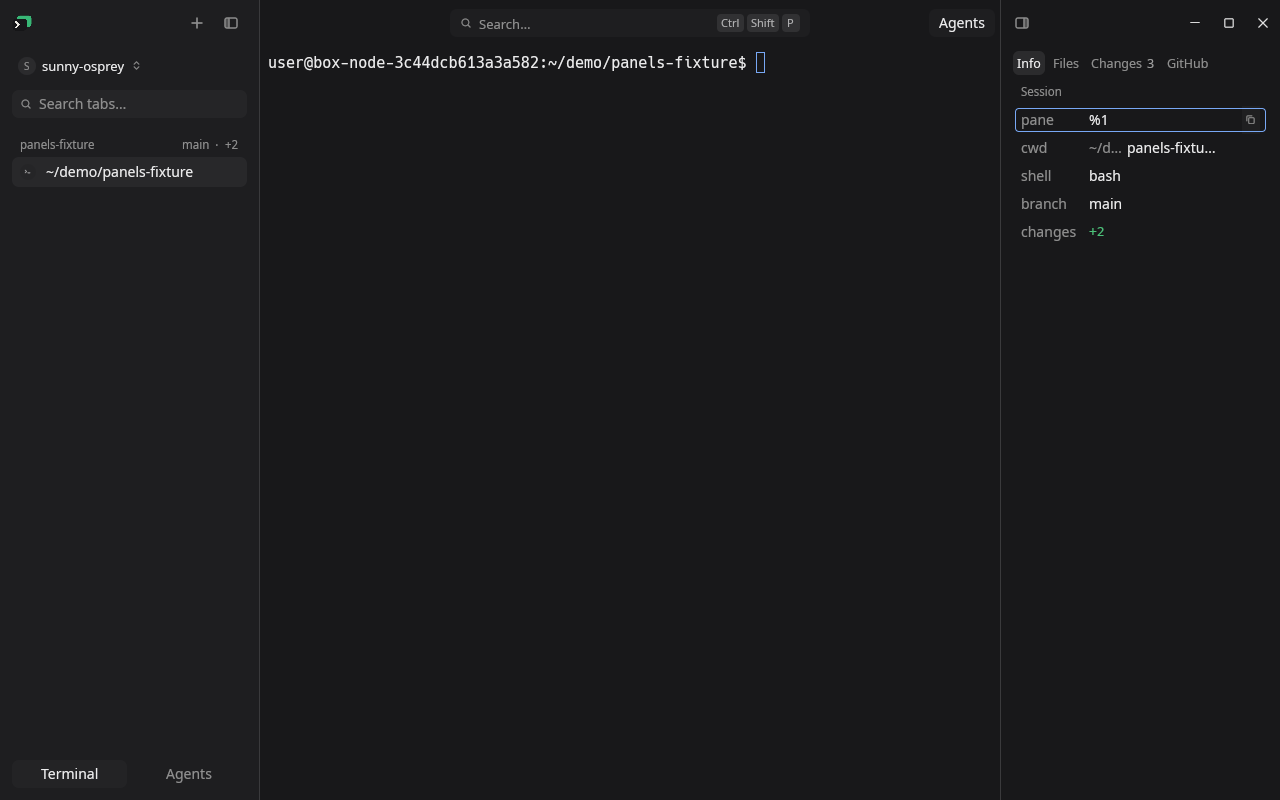 Search...
Ctrl Shift P
Agents
S sunny-osprey
Search tabs...
panels-fixture main · +2
~/demo/panels-fixture
Terminal
Agents
user@box-node-3c44dcb613a3a582:~/demo/panels-fixture$
Info Files Changes 3 GitHub
Session
pane %1
cwd ~/d... panels-fixtu...
shell bash
branch main
changes +2